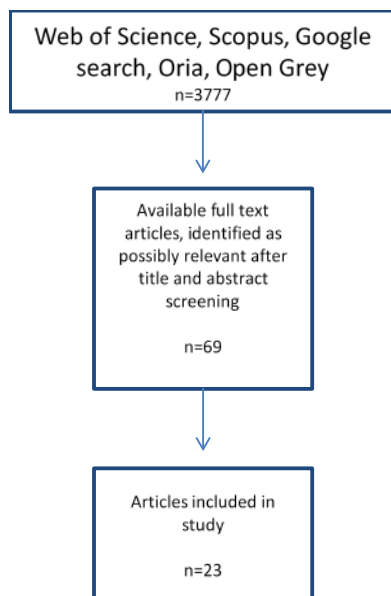 Web of Science, Scopus, Google
search, Oria, Open Grey
n=3777
Available full text
articles, identified as
possibly relevant after
title and abstract
screening
n=69
Articles included in
study
n=23